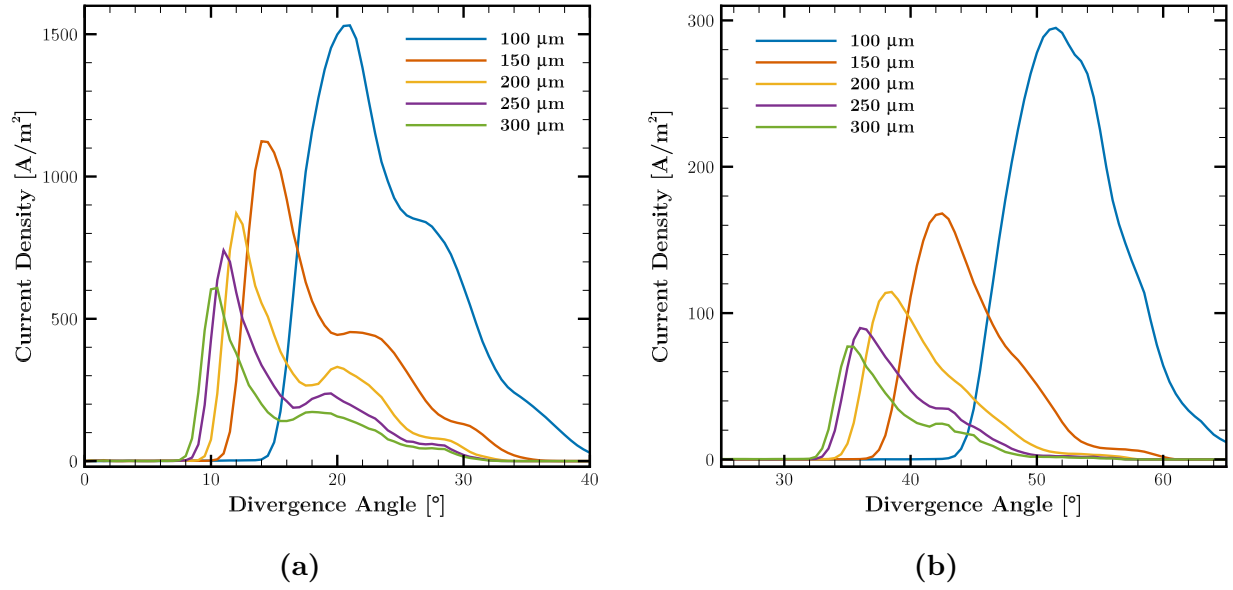 1500
1000
500
0
0
10
20
30
40
Current Density [A/m²]
Divergence Angle [°]
100 μm
150 μm
200 μm
250 μm
300 μm
(a)
300
200
100
0
30
40
50
60
Current Density [A/m²]
Divergence Angle [°]
100 μm
150 μm
200 μm
250 μm
300 μm
(b)